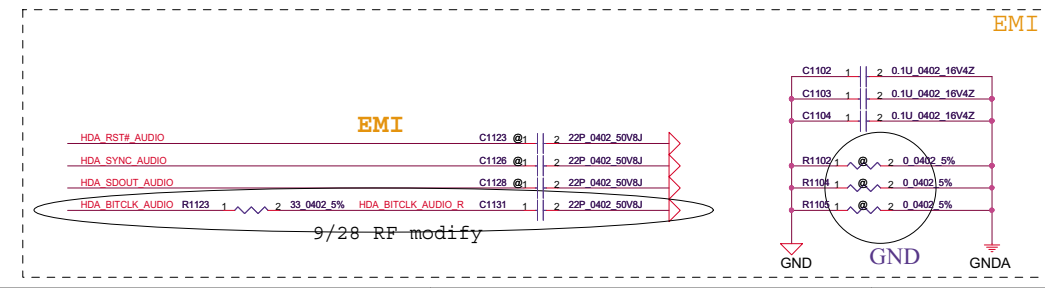 EMI
C1102 1 2 0.1U_0402_16V4Z
C1103 1 2 0.1U_0402_16V4Z
C1104 1 2 0.1U_0402_16V4Z
EMI
HDA_RST#_AUDIO C1123 @ 1 2 22P_0402_50V8J
HDA_SYNC_AUDIO C1126 @ 1 2 22P_0402_50V8J
HDA_SDOUT_AUDIO C1128 @ 1 2 22P_0402_50V8J
HDA_BITCLK_AUDIO R1123 1 2 33_0402_5% HDA_BITCLK_AUDIO_R C1131 1 2 22P_0402_50V8J
9/28 RF modify
R1102 1 @ 2 0_0402_5%
R1104 1 @ 2 0_0402_5%
R1105 1 @ 2 0_0402_5%
GND
GND
GNDA